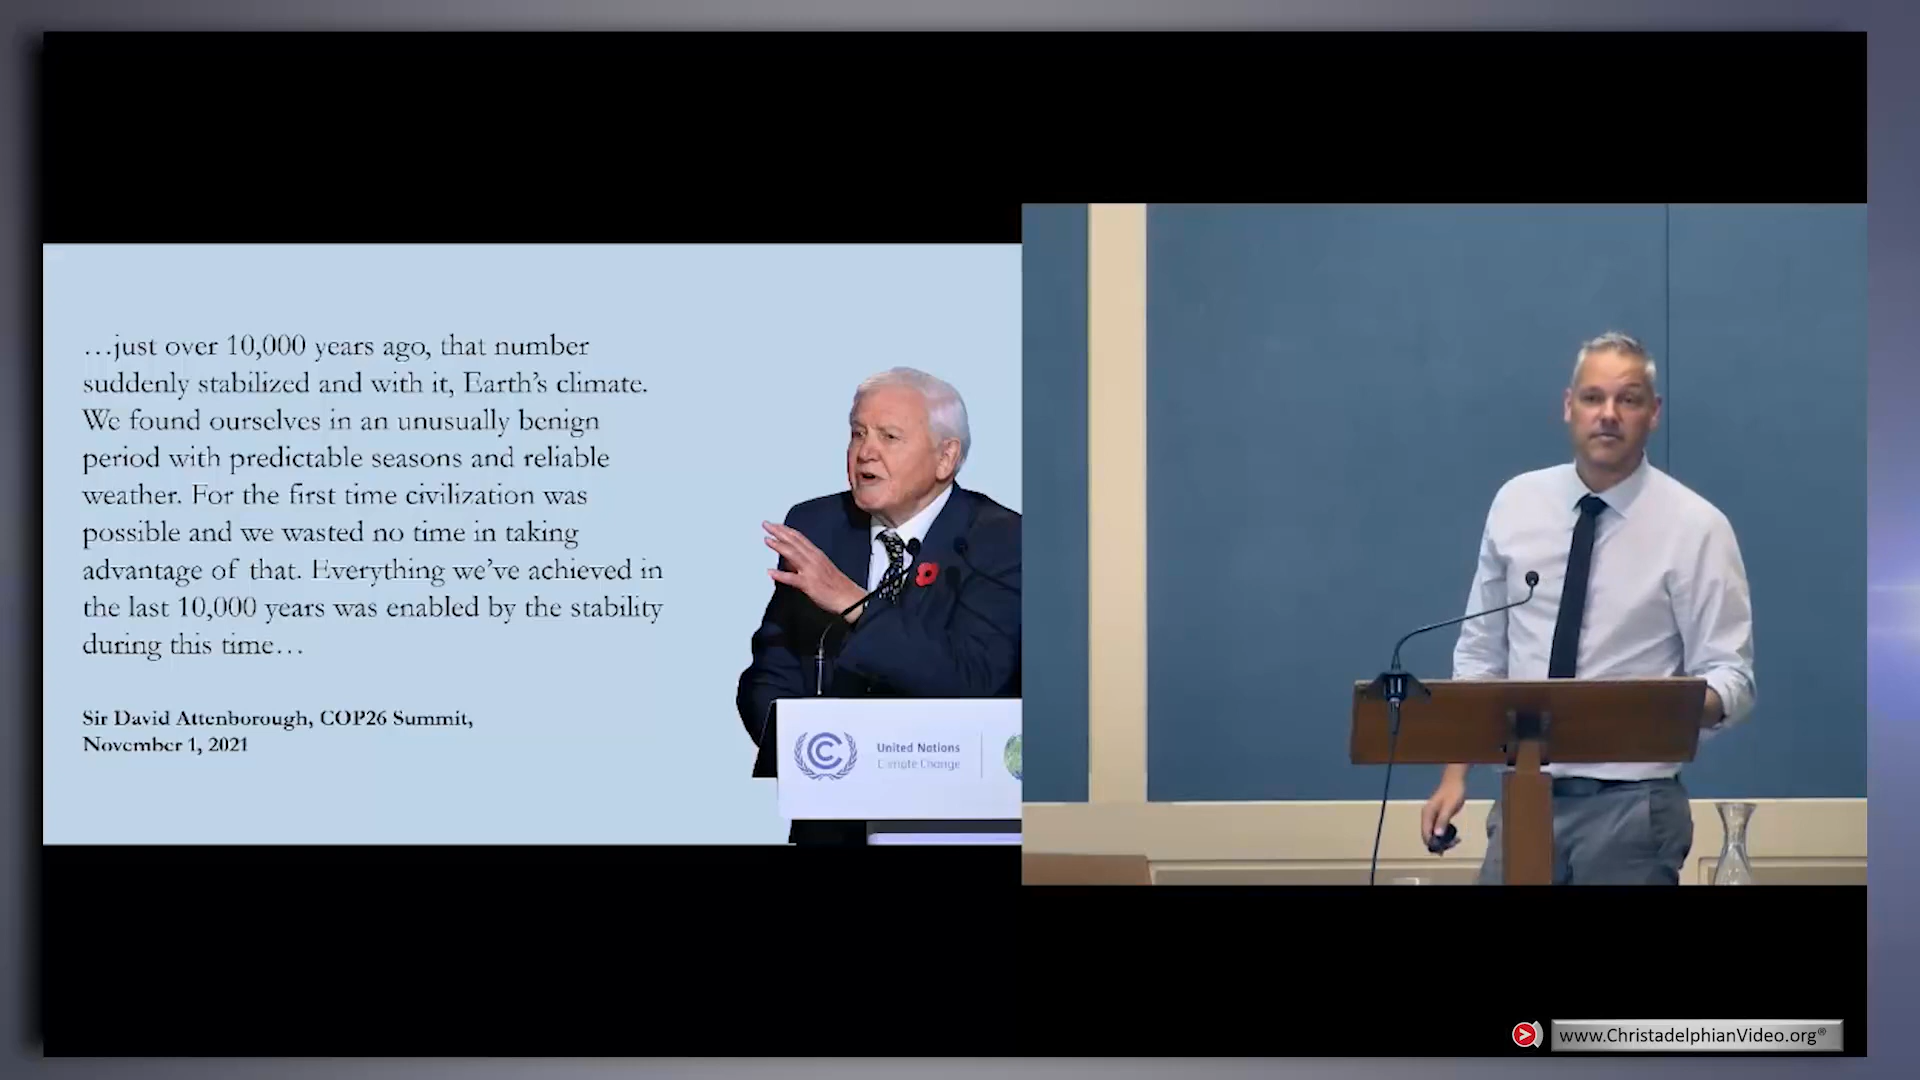 …just over 10,000 years ago, that number
suddenly stabilized and with it, Earth's climate.
We found ourselves in an unusually benign
period with predictable seasons and reliable
weather. For the first time civilization was
possible and we wasted no time in taking
advantage of that. Everything we've achieved in
the last 10,000 years was enabled by the stability
during this time…
Sir David Attenborough, COP26 Summit,
November 1, 2021
United Nations
Climate Change
www.ChristadelphianVideo.org®